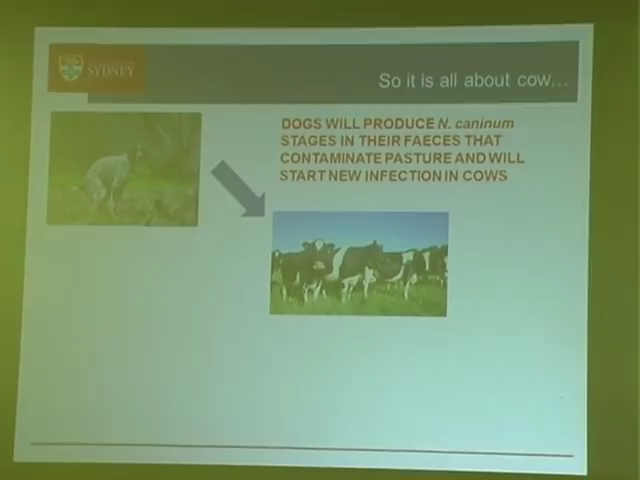 SYDNEY
So it is all about cow...
DOGS WILL PRODUCE N. caninum
STAGES IN THEIR FAECES THAT
CONTAMINATE PASTURE AND WILL
START NEW INFECTION IN COWS